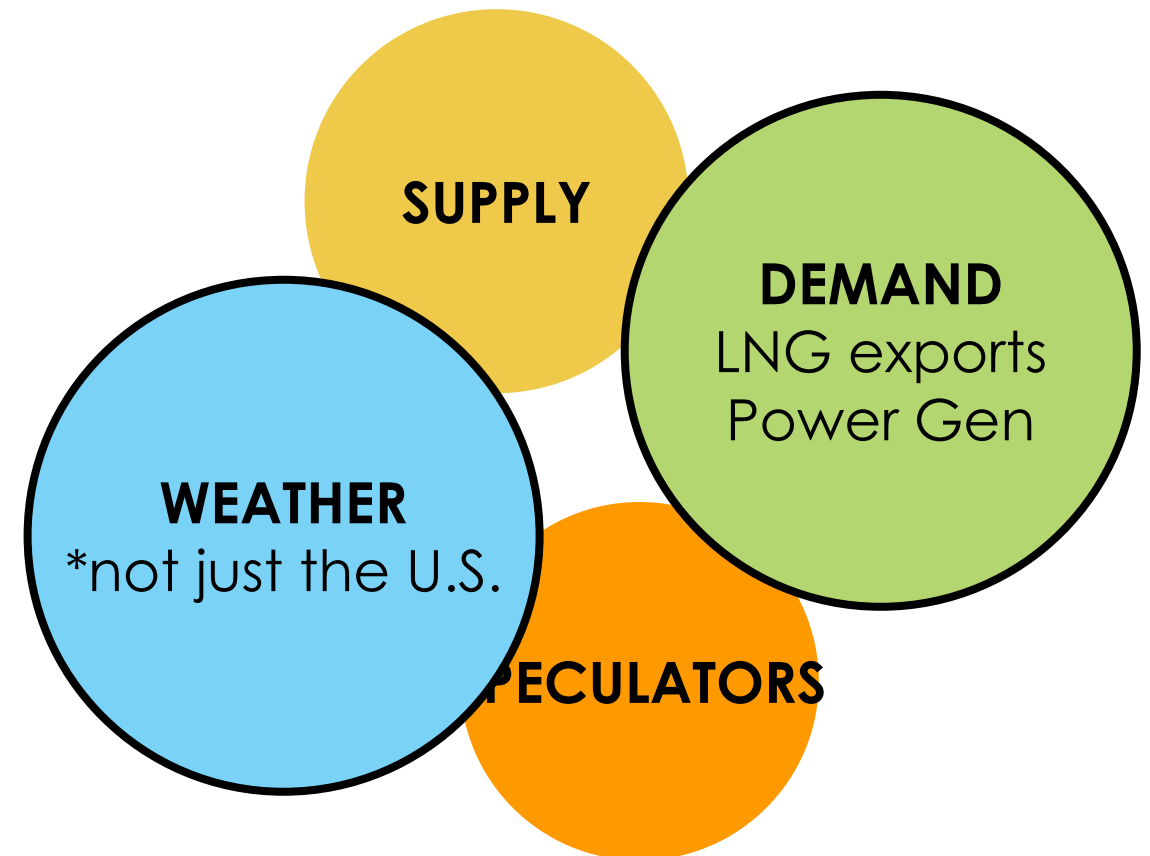 SUPPLY
DEMAND
LNG exports
Power Gen
WEATHER
*not just the U.S.
PECULATORS